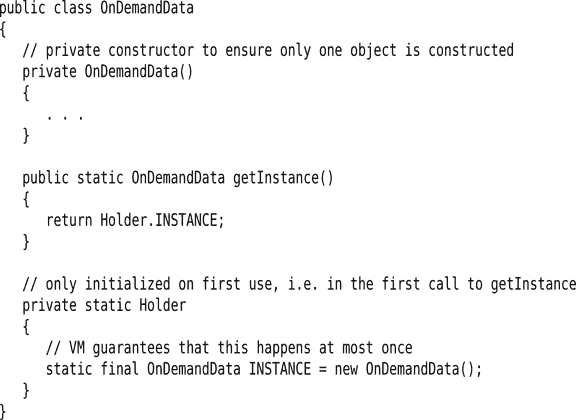 public class OnDemandData
{
   // private constructor to ensure only one object is constructed
   private OnDemandData()
   {
      . . .
   }

   public static OnDemandData getInstance()
   {
      return Holder.INSTANCE;
   }

   // only initialized on first use, i.e. in the first call to getInstance
   private static Holder
   {
      // VM guarantees that this happens at most once
      static final OnDemandData INSTANCE = new OnDemandData();
   }
}